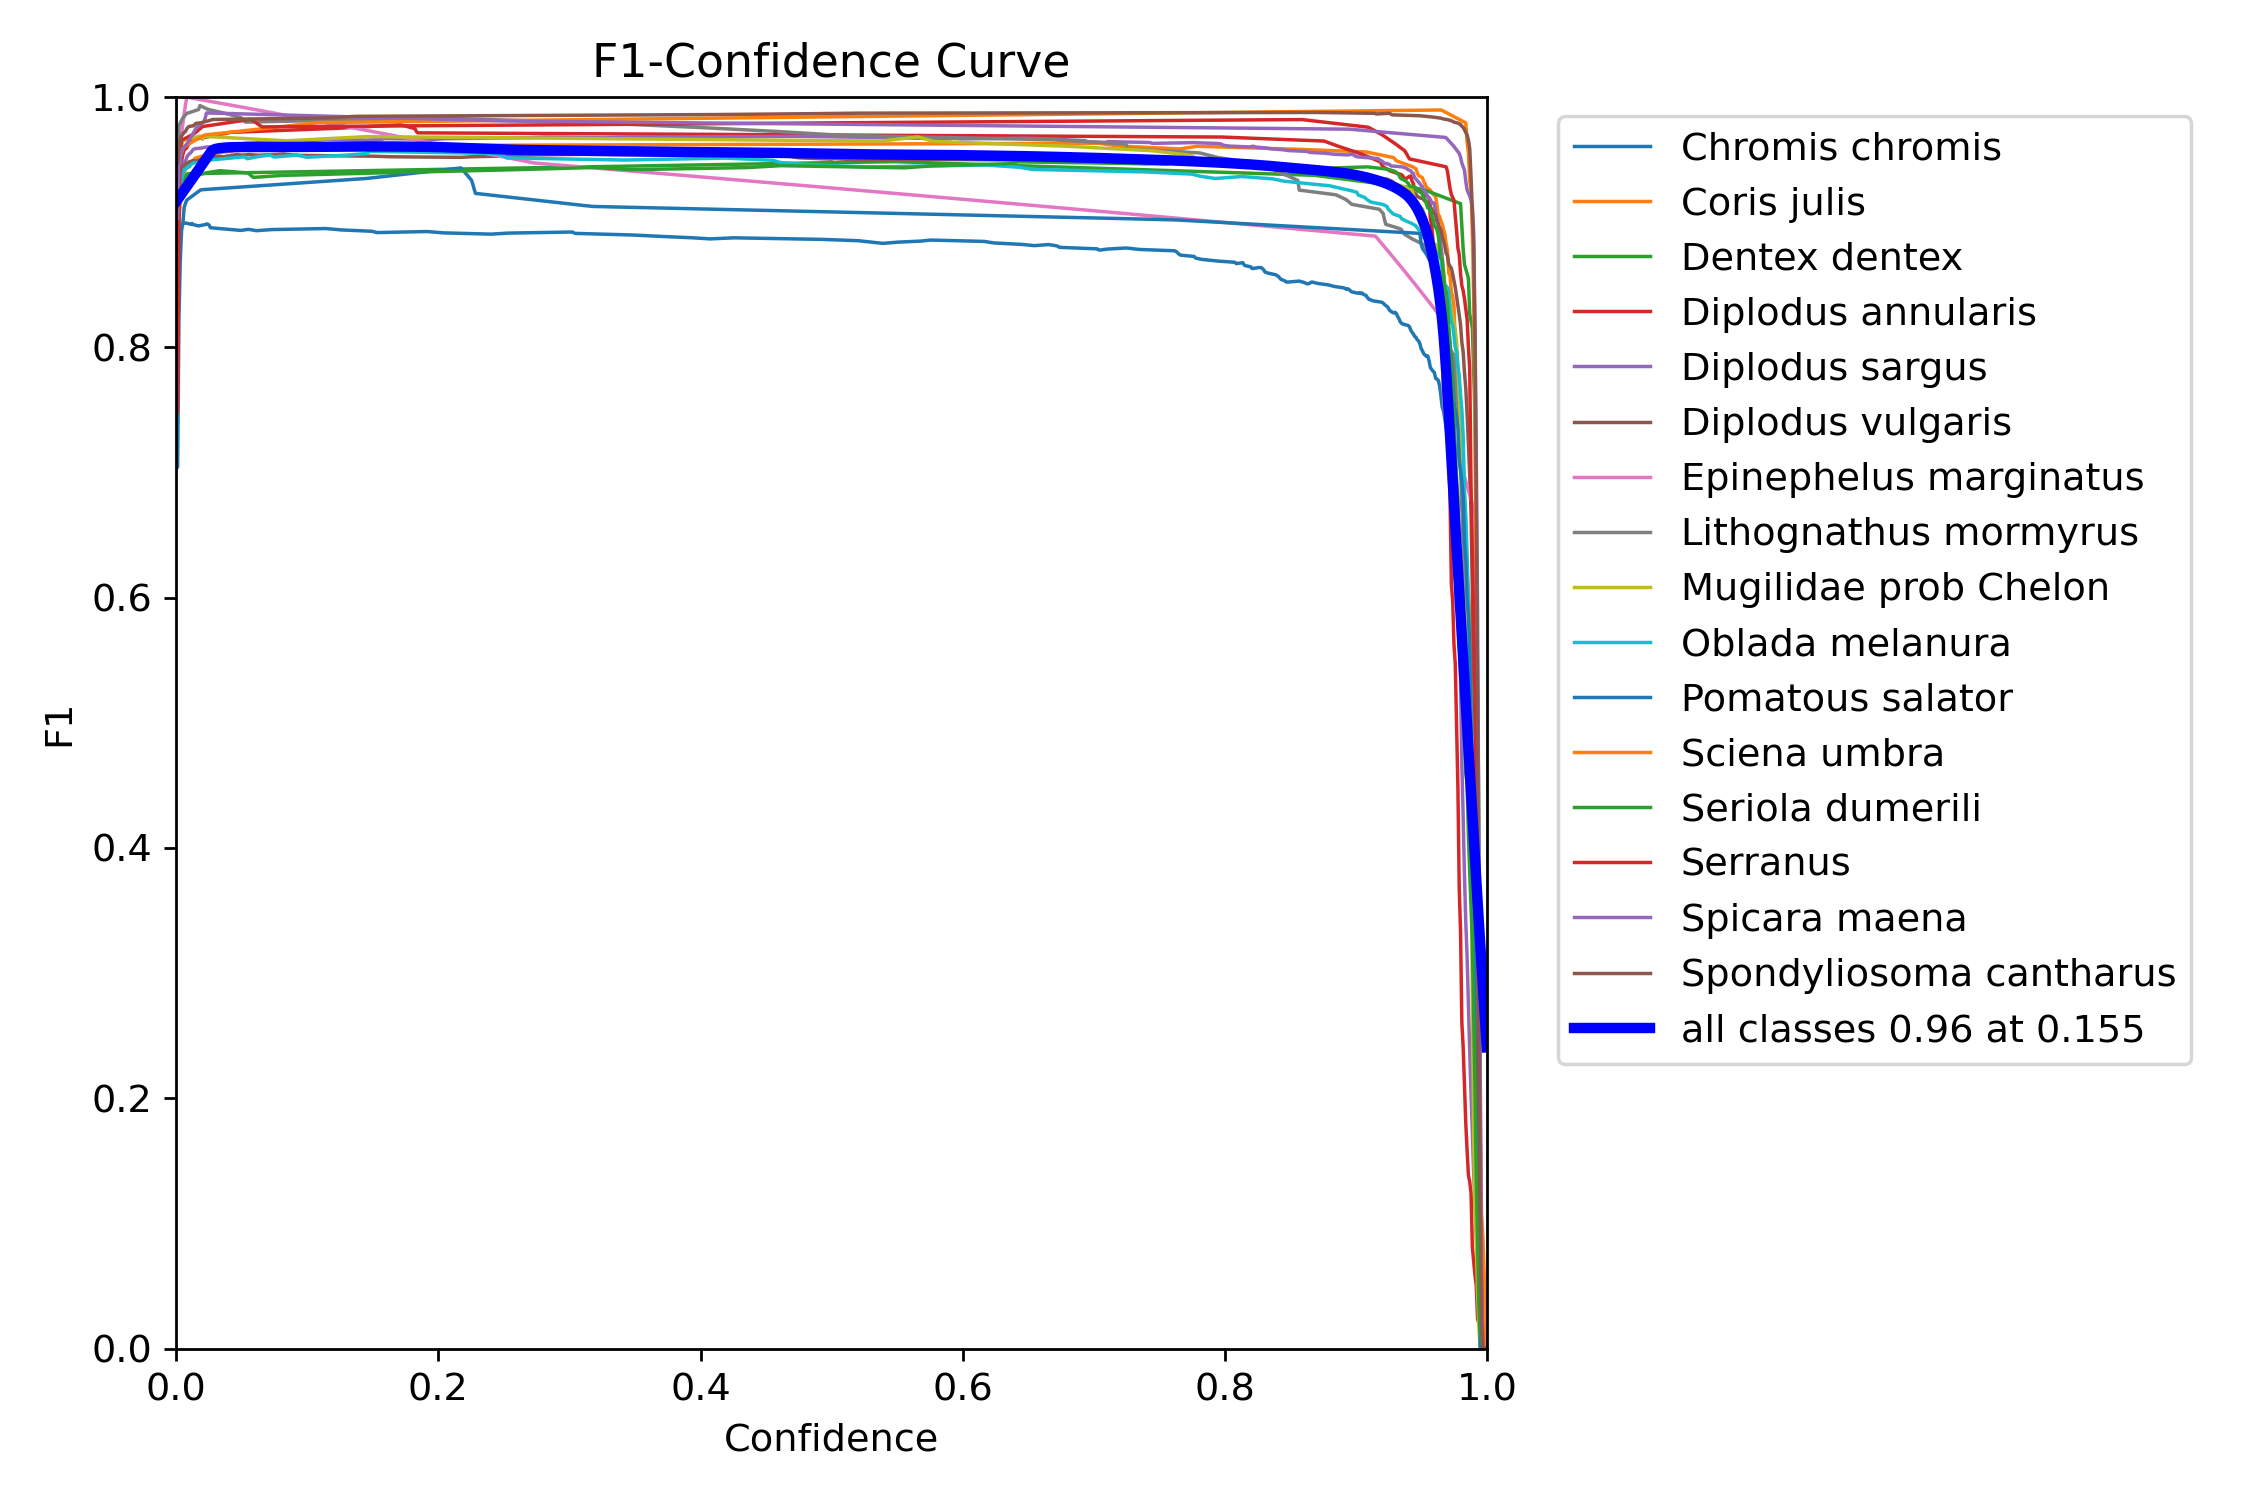 F1-Confidence Curve
1.0
0.8
0.6
0.4
0.2
0.0
F1
0.0 0.2 0.4 0.6 0.8 1.0
Confidence
Chromis chromis
Coris julis
Dentex dentex
Diplodus annularis
Diplodus sargus
Diplodus vulgaris
Epinephelus marginatus
Lithognathus mormyrus
Mugilidae prob Chelon
Oblada melanura
Pomatous salator
Sciena umbra
Seriola dumerili
Serranus
Spicara maena
Spondyliosoma cantharus
all classes 0.96 at 0.155